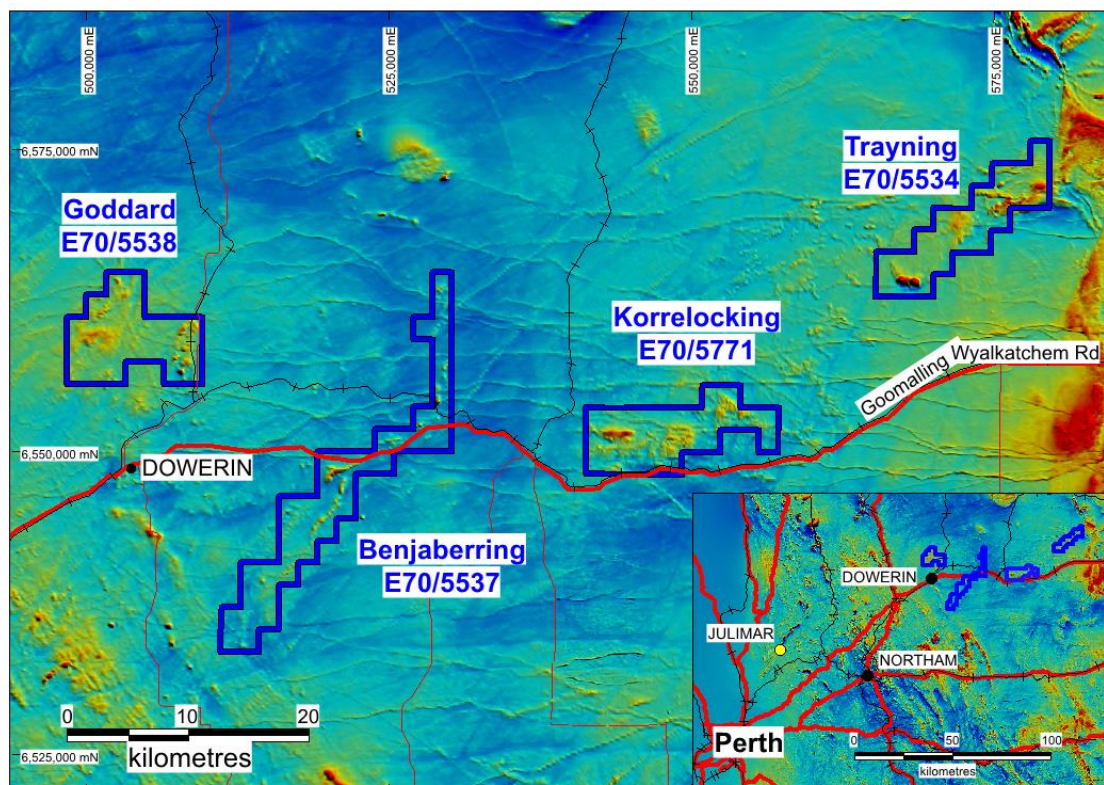 500,000 mE
525,000 mE
550,000 mE
575,000 mE
6,575,000 mN
Trayning
E70/5534
Goddard
E70/5538
Korrelocking
E70/5771
Goomalling Wyalkatchem Rd
6,550,000 mN
DOWERIN
Benjaberring
E70/5537
0 10 20
kilometres
6,525,000 mN
DOWERIN
JULIMAR
NORTHAM
Perth
0 50 100
kilometres